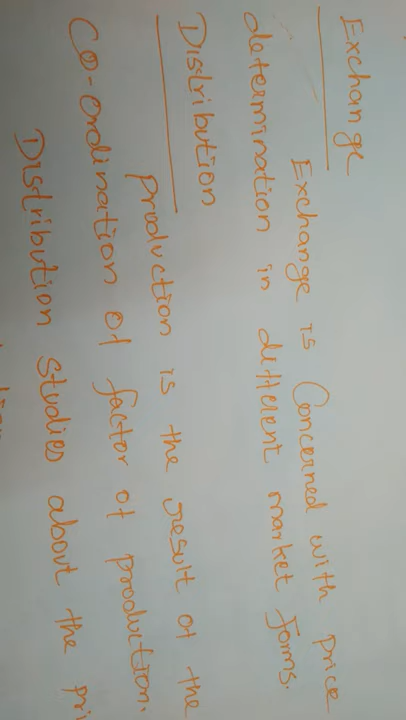 Exchange
Exchange is Concerned with price
determination in different market Forms.
Distribution
production is the result of the
Co-ordination of factor of production.
Distribution studies about the pri